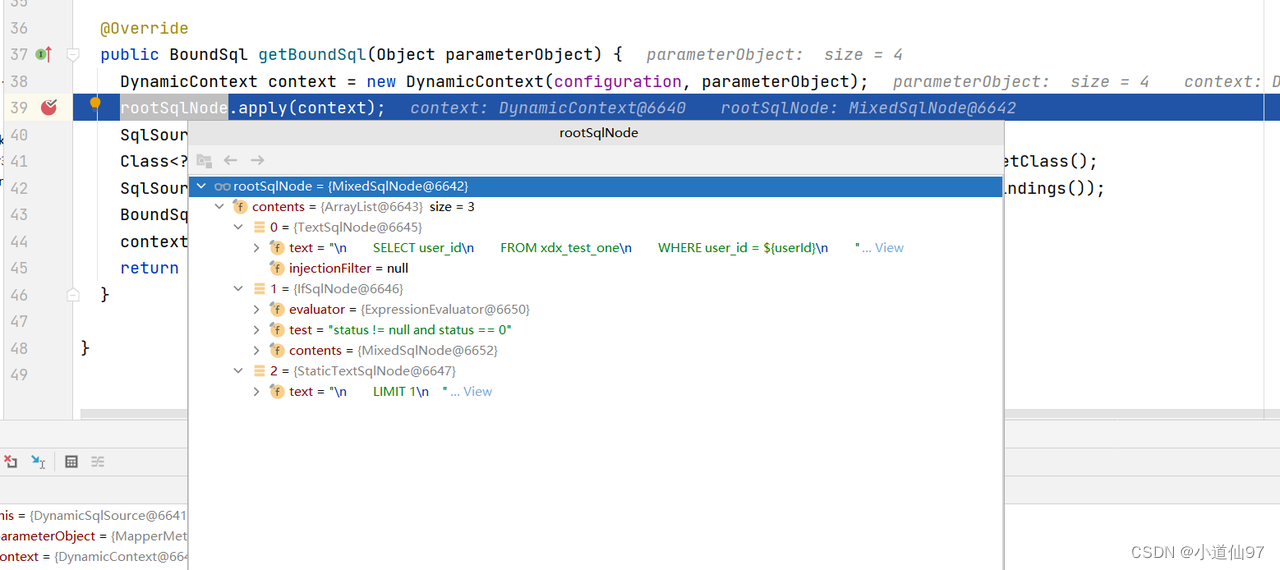 35
36 @Override
37 public BoundSql getBoundSql(Object parameterObject) { parameterObject: size = 4
38 DynamicContext context = new DynamicContext(configuration, parameterObject); parameterObject: size = 4 context: D
39 rootSqlNode.apply(context); context: DynamicContext@6640 rootSqlNode: MixedSqlNode@6642
rootSqlNode
40 SqlSour
41 Class<? etClass();
42 SqlSour indings());
43 BoundSq
44 context
45 return
46 }
47
48 }
49
rootSqlNode = {MixedSqlNode@6642}
contents = {ArrayList@6643} size = 3
0 = {TextSqlNode@6645}
text = "\n SELECT user_id\n FROM xdx_test_one\n WHERE user_id = ${userId}\n "... View
injectionFilter = null
1 = {IfSqlNode@6646}
evaluator = {ExpressionEvaluator@6650}
test = "status != null and status == 0"
contents = {MixedSqlNode@6652}
2 = {StaticTextSqlNode@6647}
text = "\n LIMIT 1\n "... View
his = {DynamicSqlSource@6641
arameterObject = {MapperMet
ontext = {DynamicContext@664
CSDN @小道仙97